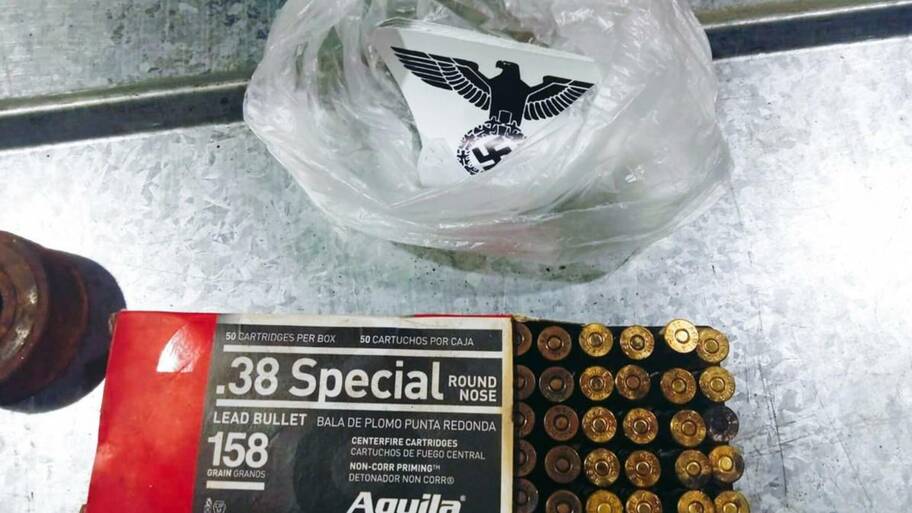 50 CARTRIDGES PER BOX 50 CARTUCHOS POR CAJA
.38 Special ROUND NOSE
LEAD BULLET BALA DE PLOMO PUNTA REDONDA
158
GRAIN GRANOS
CENTERFIRE CARTRIDGES
CARTUCHOS DE FUEGO CENTRAL
NON-CORR PRIMING™
DETONADOR NON CORR®
Aguila®